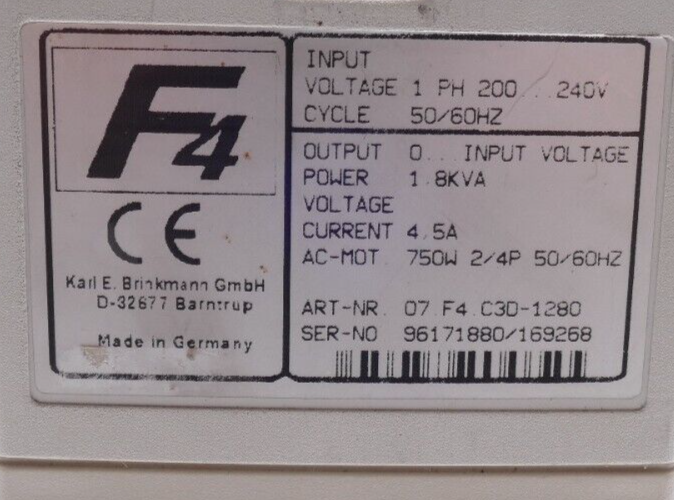 F4
CE
Karl E. Brinkmann GmbH
D-32677 Barntrup
Made in Germany
INPUT
VOLTAGE 1 PH 200...240V
CYCLE 50/60HZ
OUTPUT 0... INPUT VOLTAGE
POWER 1.8KVA
VOLTAGE
CURRENT 4.5A
AC-MOT. 750W 2/4P 50/60HZ
ART-NR. 07.F4.C3D-1280
SER-NO 96171880/169268